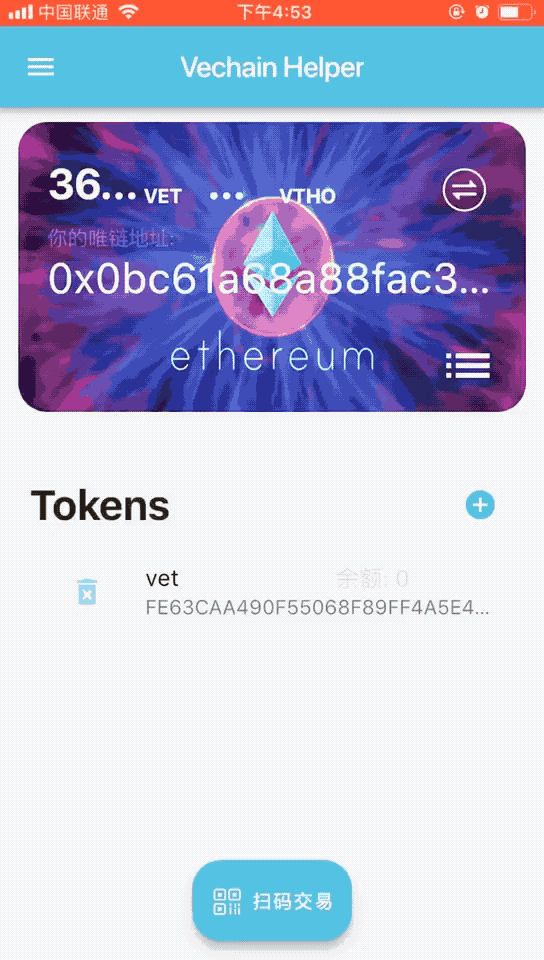 中国联通 下午4:53
Vechain Helper
36... VET ... VTHO
你的唯链地址:
0x0bc61a68a88fac3...
ethereum
Tokens
vet 余额: 0
FE63CAA490F55068F89FF4A5E4...
扫码交易